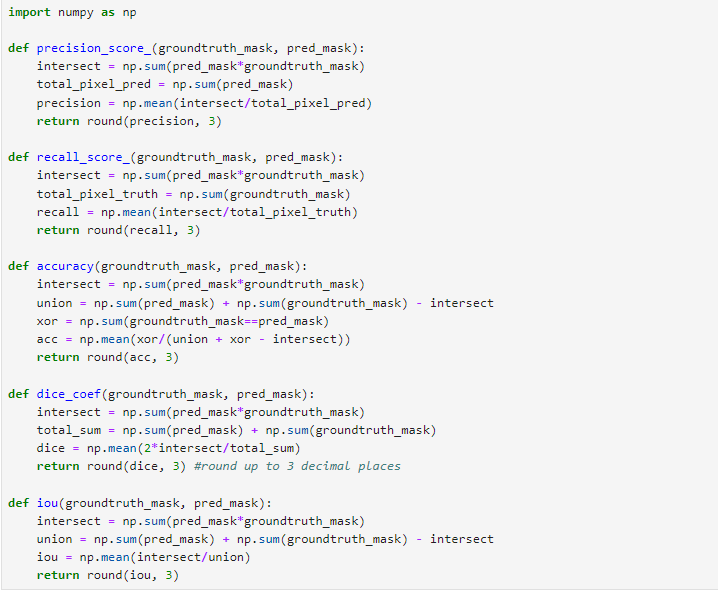 import numpy as np

def precision_score_(groundtruth_mask, pred_mask):
    intersect = np.sum(pred_mask*groundtruth_mask)
    total_pixel_pred = np.sum(pred_mask)
    precision = np.mean(intersect/total_pixel_pred)
    return round(precision, 3)

def recall_score_(groundtruth_mask, pred_mask):
    intersect = np.sum(pred_mask*groundtruth_mask)
    total_pixel_truth = np.sum(groundtruth_mask)
    recall = np.mean(intersect/total_pixel_truth)
    return round(recall, 3)

def accuracy(groundtruth_mask, pred_mask):
    intersect = np.sum(pred_mask*groundtruth_mask)
    union = np.sum(pred_mask) + np.sum(groundtruth_mask) - intersect
    xor = np.sum(groundtruth_mask==pred_mask)
    acc = np.mean(xor/(union + xor - intersect))
    return round(acc, 3)

def dice_coef(groundtruth_mask, pred_mask):
    intersect = np.sum(pred_mask*groundtruth_mask)
    total_sum = np.sum(pred_mask) + np.sum(groundtruth_mask)
    dice = np.mean(2*intersect/total_sum)
    return round(dice, 3) #round up to 3 decimal places

def iou(groundtruth_mask, pred_mask):
    intersect = np.sum(pred_mask*groundtruth_mask)
    union = np.sum(pred_mask) + np.sum(groundtruth_mask) - intersect
    iou = np.mean(intersect/union)
    return round(iou, 3)